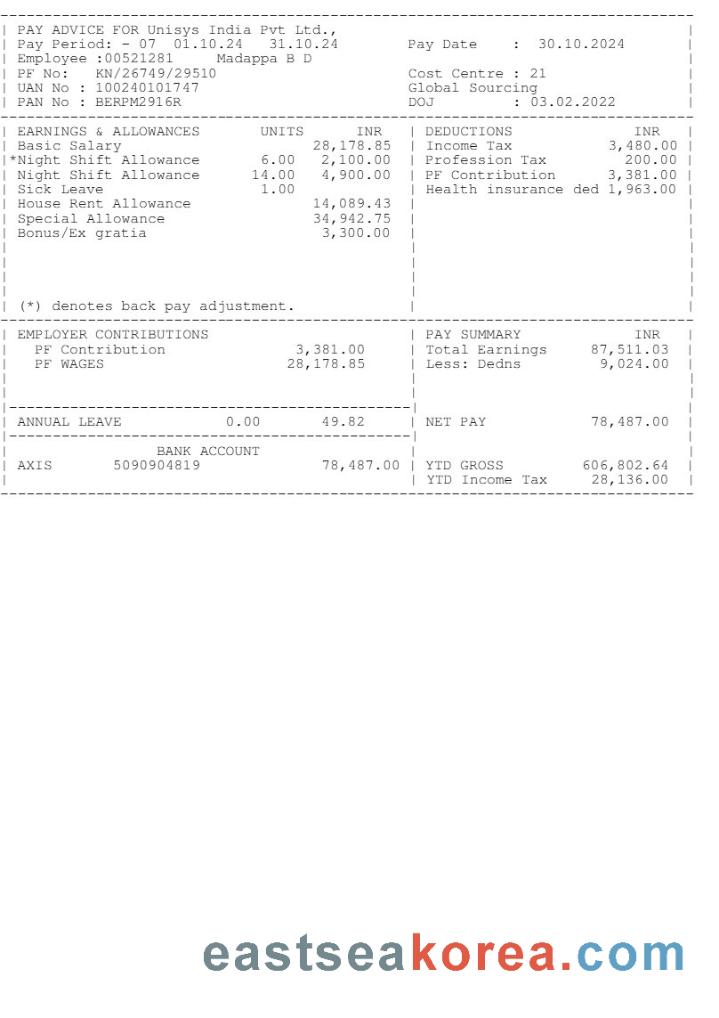 PAY ADVICE FOR Unisys India Pvt Ltd.,
Pay Period: - 07 01.10.24 31.10.24 Pay Date : 30.10.2024
Employee :00521281 Madappa B D
PF No: KN/26749/29510 Cost Centre : 21
UAN No : 100240101747 Global Sourcing
PAN No : BERPM2916R DOJ : 03.02.2022
EARNINGS & ALLOWANCES UNITS INR | DEDUCTIONS INR
Basic Salary 28,178.85 | Income Tax 3,480.00
*Night Shift Allowance 6.00 2,100.00 | Profession Tax 200.00
Night Shift Allowance 14.00 4,900.00 | PF Contribution 3,381.00
Sick Leave 1.00 | Health insurance ded 1,963.00
House Rent Allowance 14,089.43
Special Allowance 34,942.75
Bonus/Ex gratia 3,300.00
(*) denotes back pay adjustment.
EMPLOYER CONTRIBUTIONS | PAY SUMMARY INR
PF Contribution 3,381.00 | Total Earnings 87,511.03
PF WAGES 28,178.85 | Less: Dedns 9,024.00
ANNUAL LEAVE 0.00 49.82 | NET PAY 78,487.00
BANK ACCOUNT
AXIS 5090904819 78,487.00 | YTD GROSS 606,802.64
YTD Income Tax 28,136.00
eastseakorea.com